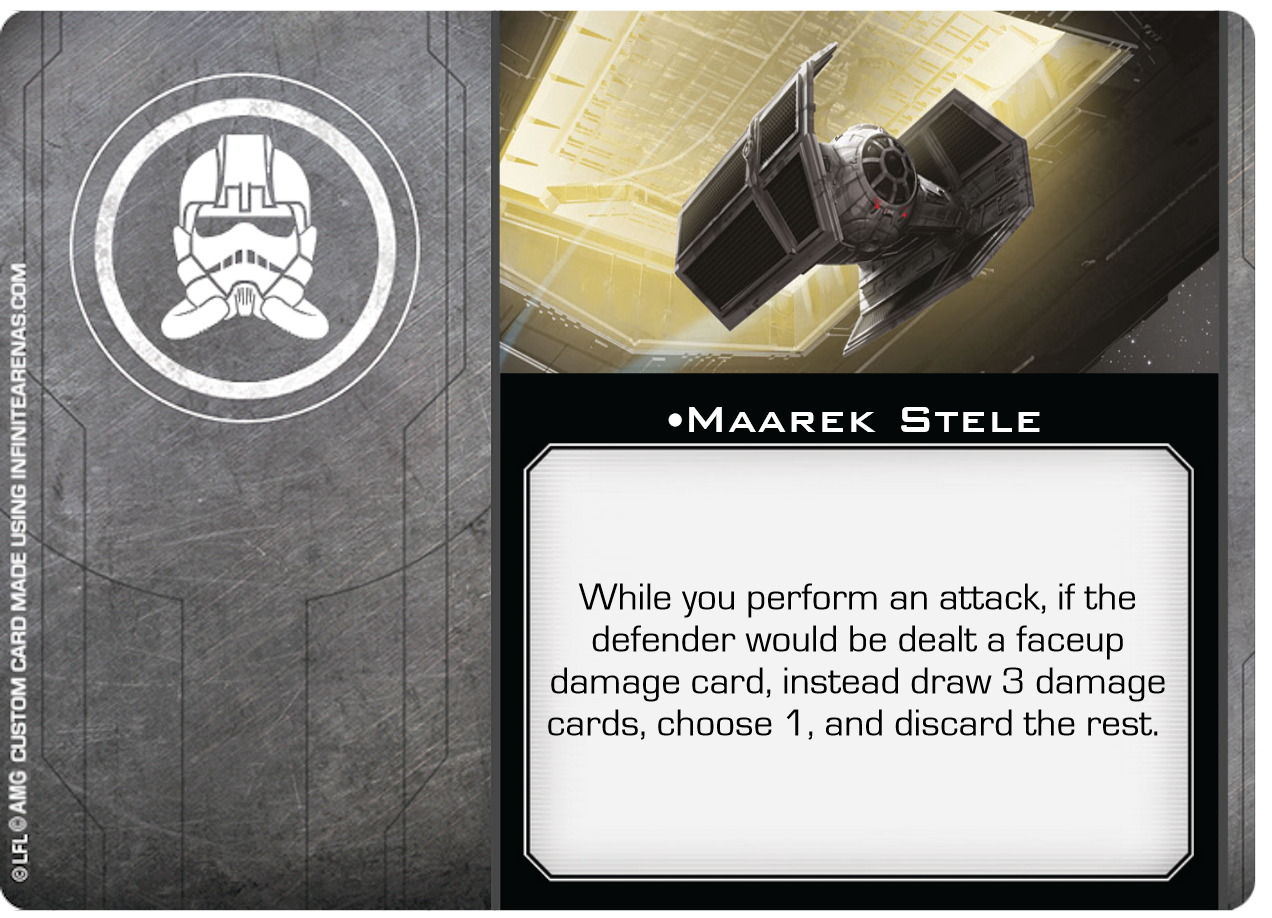 ©LFL ©AMG CUSTOM CARD MADE USING INFINITEARENAS.COM
•Maarek Stele
While you perform an attack, if the
defender would be dealt a faceup
damage card, instead draw 3 damage
cards, choose 1, and discard the rest.